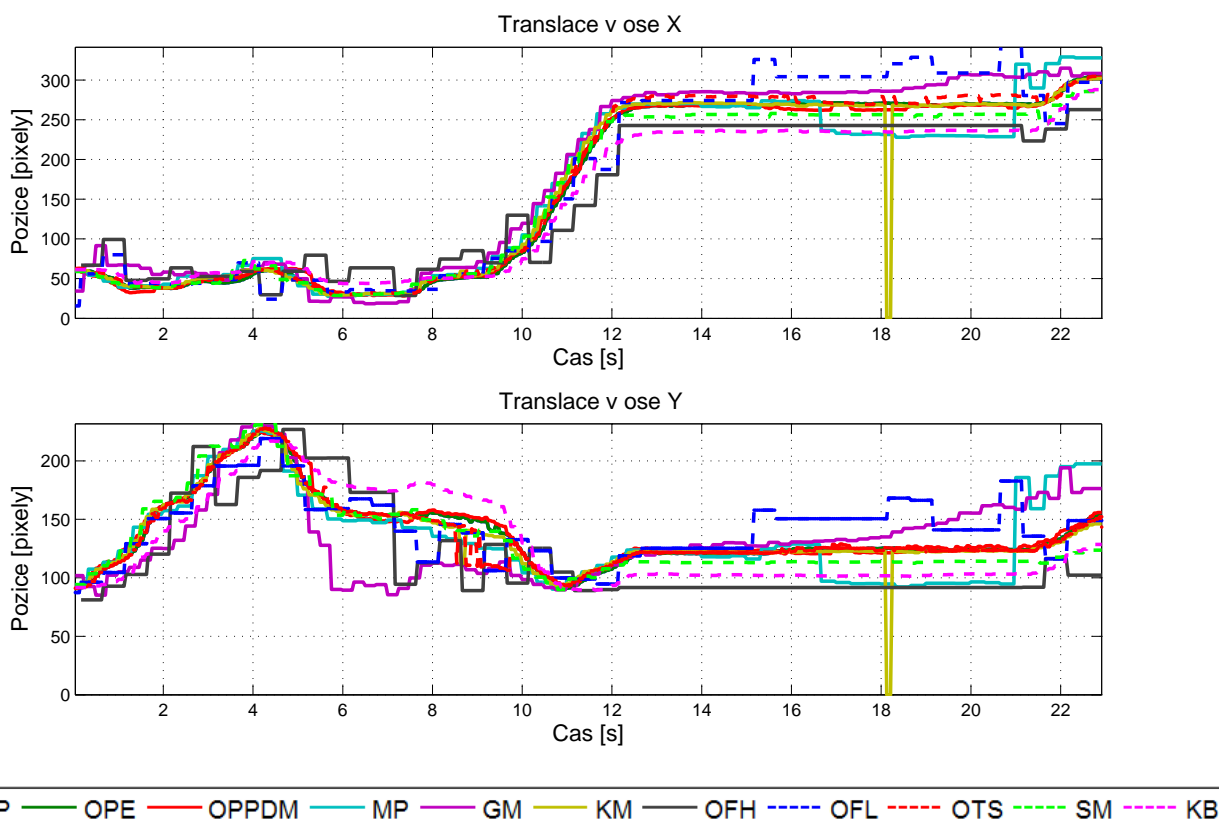 Translace v ose X
Pozice [pixely]
300
250
200
150
100
50
0
2 4 6 8 10 12 14 16 18 20 22
Cas [s]
Translace v ose Y
Pozice [pixely]
200
150
100
50
0
2 4 6 8 10 12 14 16 18 20 22
Cas [s]
P OPE OPPDM MP GM KM OFH OFL OTS SM KB